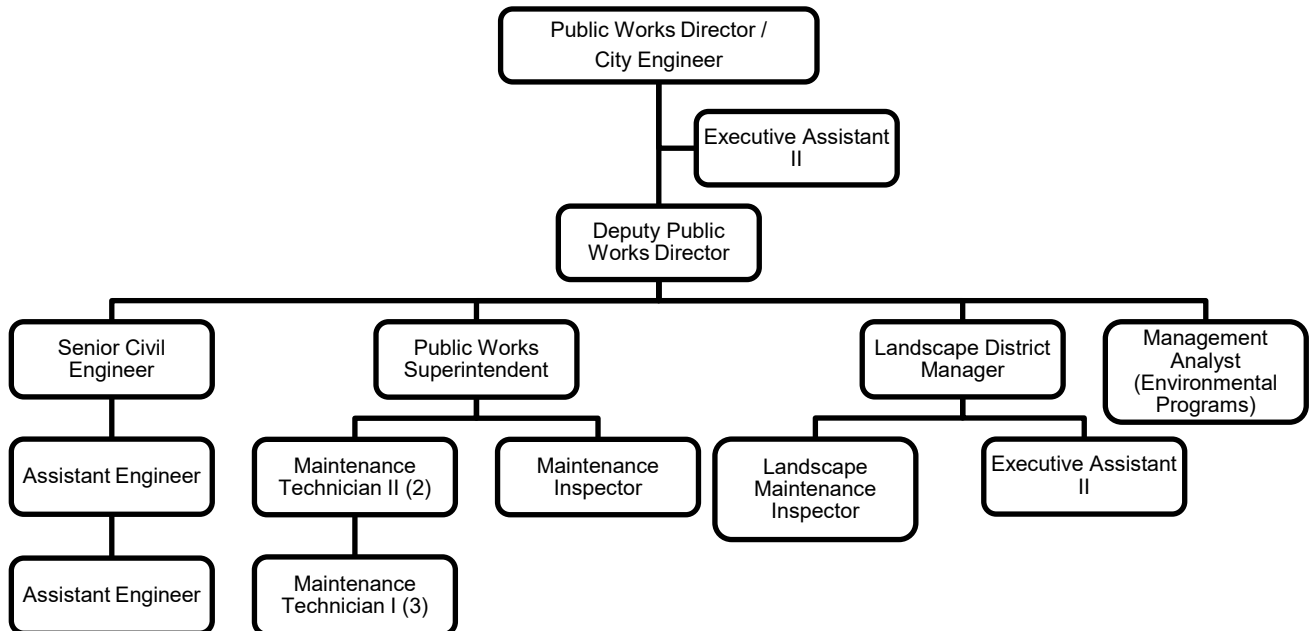 Public Works Director /
City Engineer
Executive Assistant
II
Deputy Public
Works Director
Senior Civil
Engineer
Public Works
Superintendent
Landscape District
Manager
Management
Analyst
(Environmental
Programs)
Assistant Engineer
Maintenance
Technician II (2)
Maintenance
Inspector
Landscape
Maintenance
Inspector
Executive Assistant
II
Assistant Engineer
Maintenance
Technician I (3)